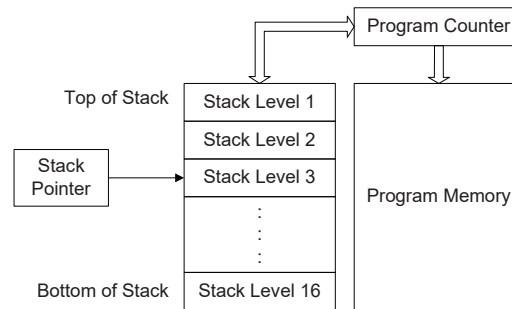 Program Counter
Top of Stack
Stack Level 1
Stack Level 2
Stack
Pointer
Stack Level 3
Program Memory
Bottom of Stack
Stack Level 16